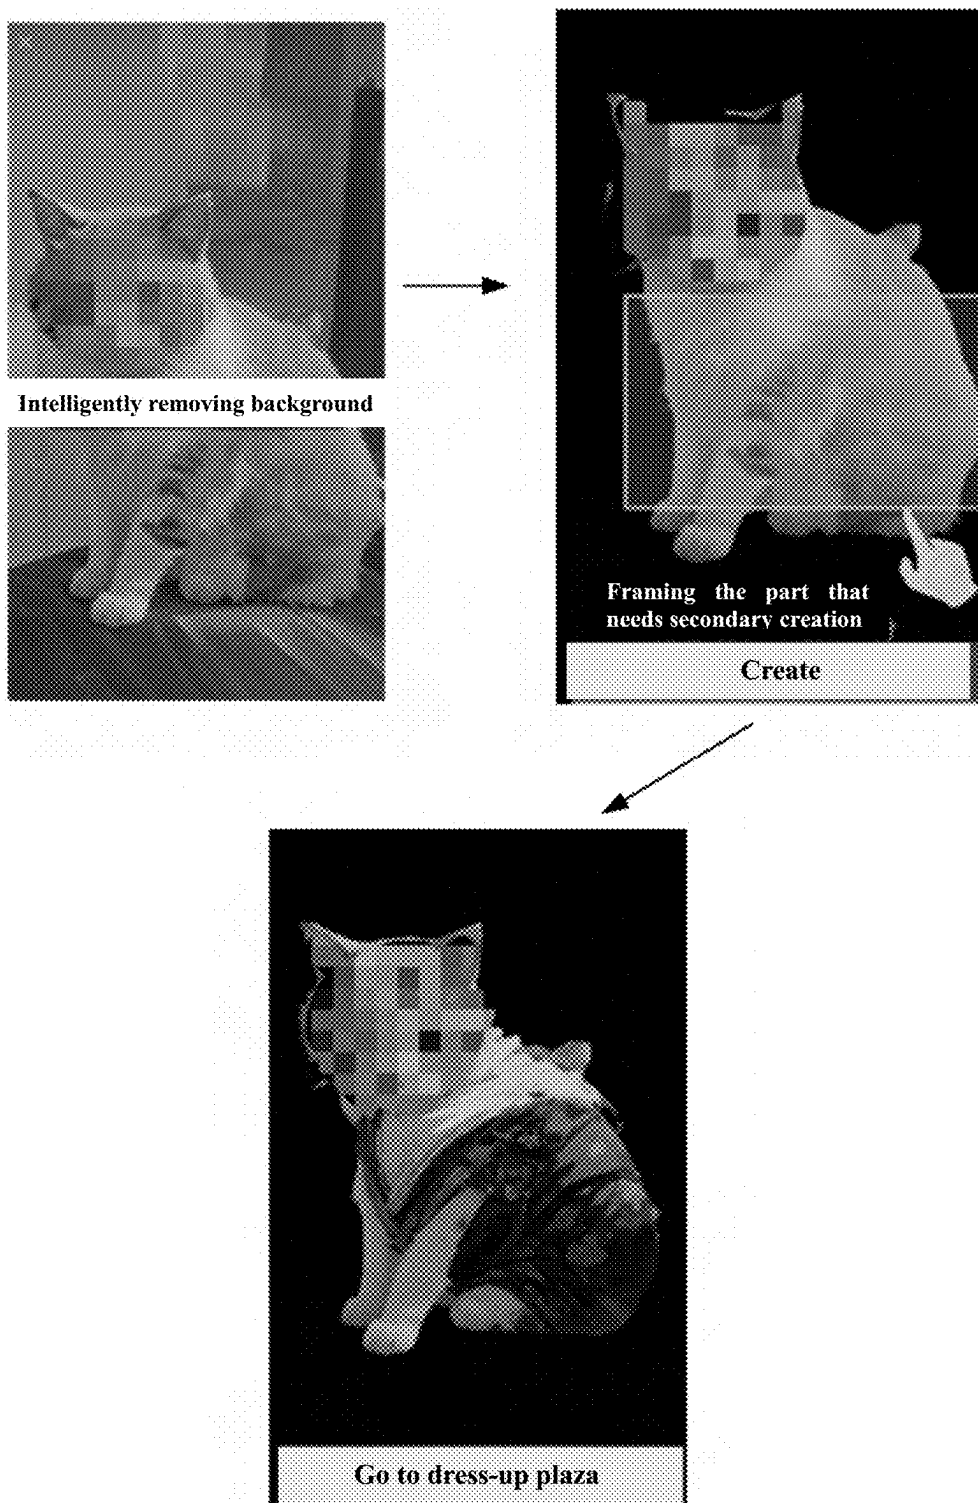 Intelligently removing background
Framing the part that
needs secondary creation
Create
Go to dress-up plaza